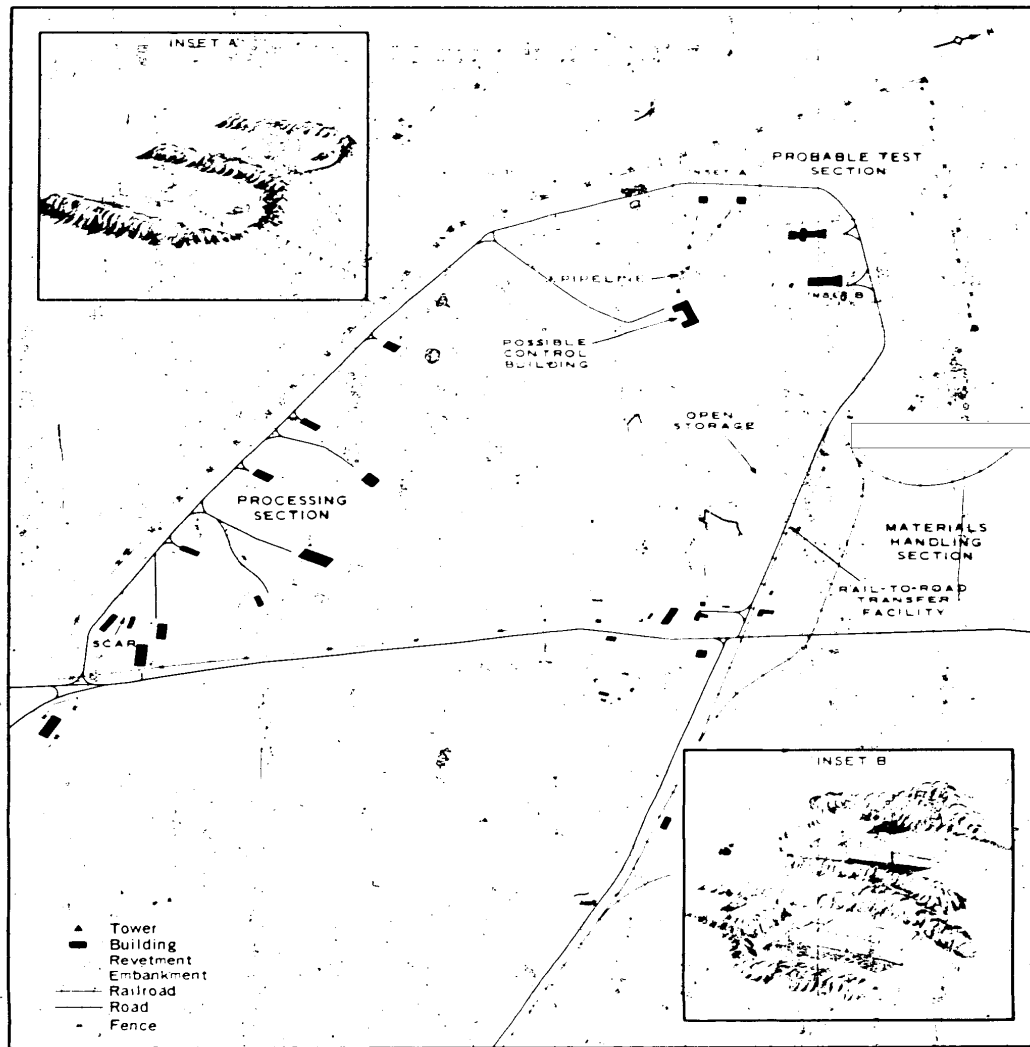 INSET A
N
PROBABLE TEST
SECTION
INSET A
PIPELINE
INSET B
POSSIBLE
CONTROL
BUILDING
OPEN
STORAGE
PROCESSING
SECTION
MATERIALS
HANDLING
SECTION
RAIL-TO-ROAD
TRANSFER
FACILITY
SCAR
INSET B
Tower
Building
Revetment
Embankment
Railroad
Road
Fence